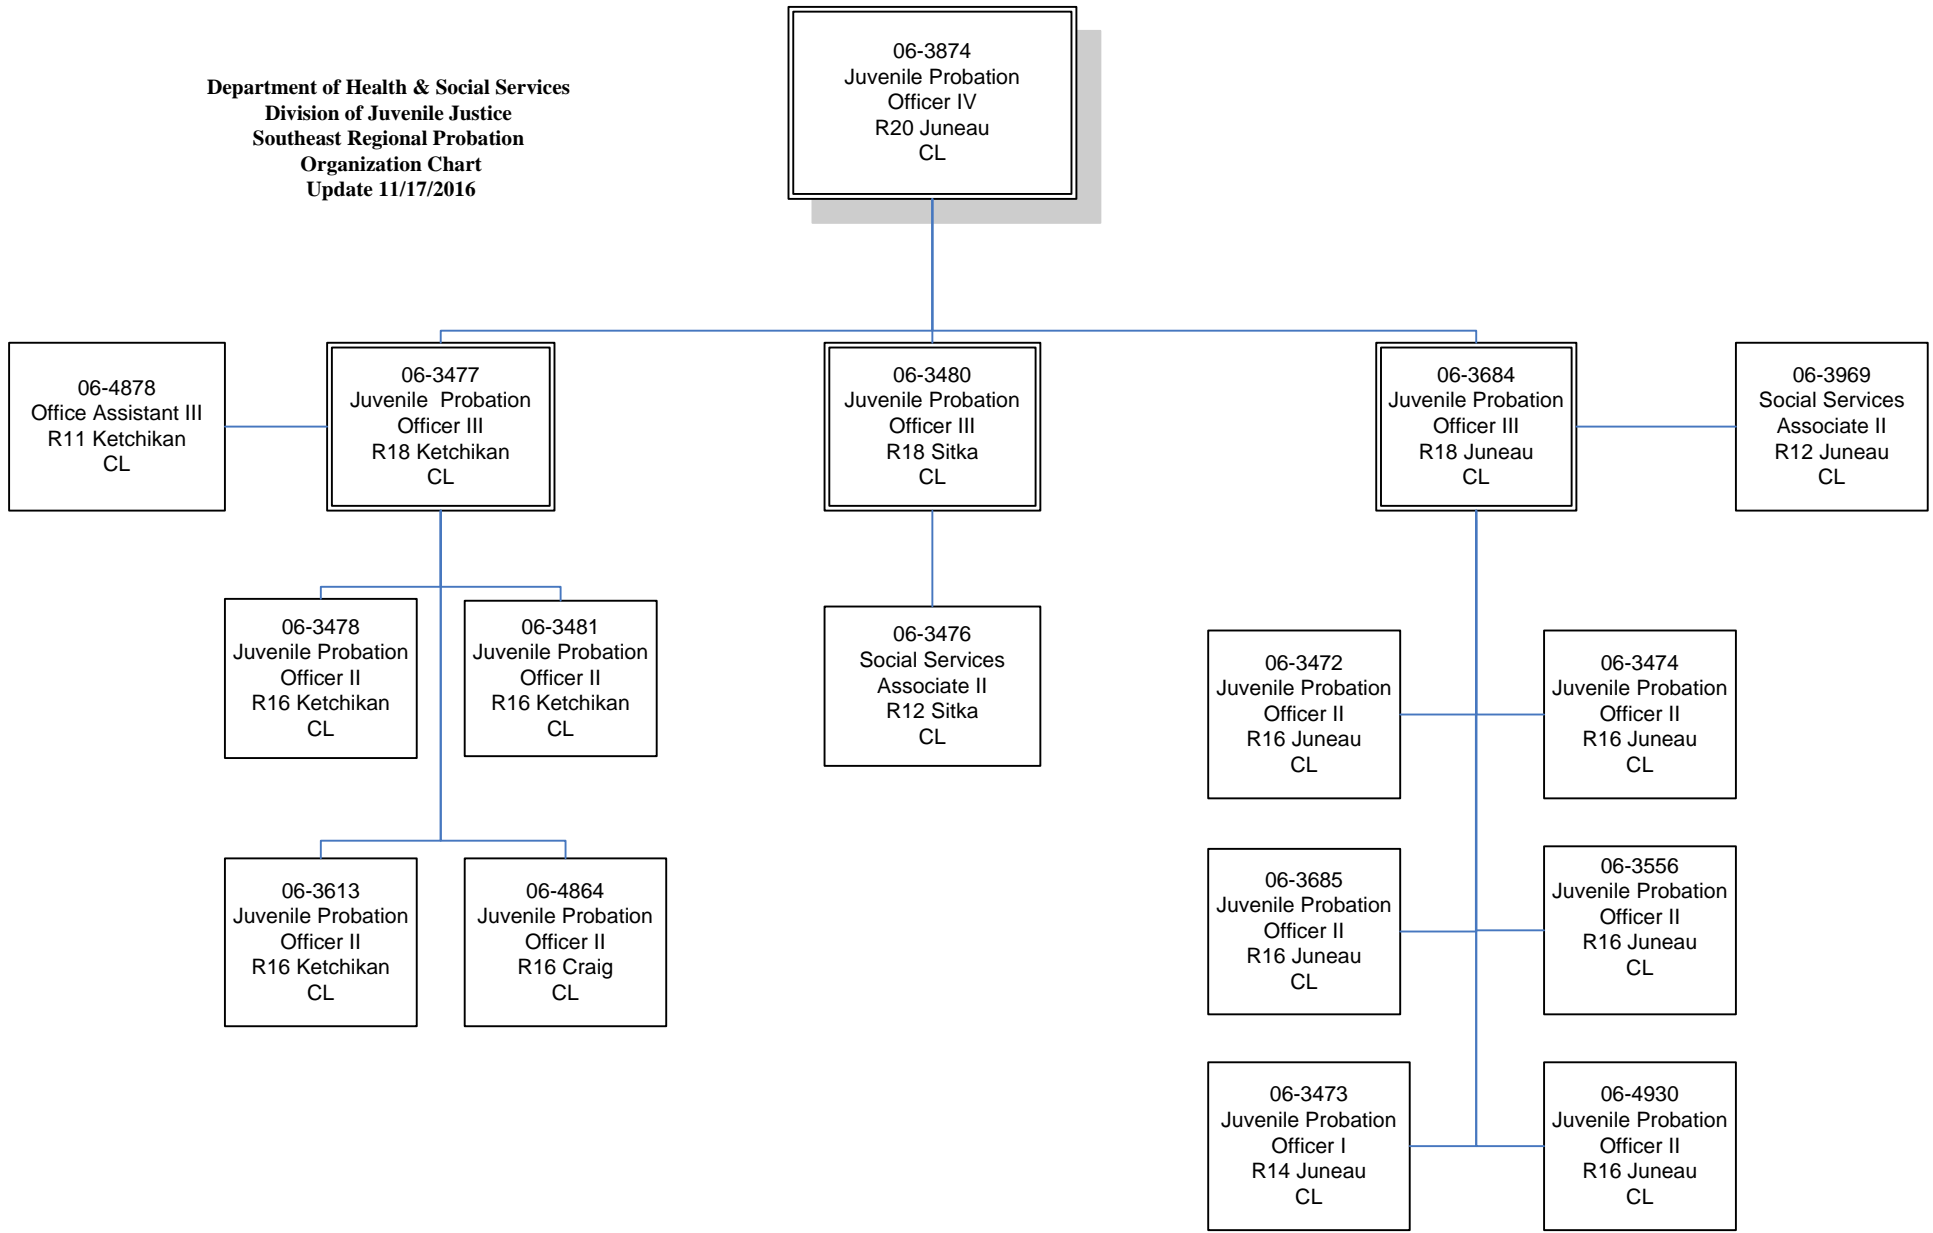 Department of Health & Social Services
Division of Juvenile Justice
Southeast Regional Probation
Organization Chart
Update 11/17/2016
06-3874
Juvenile Probation
Officer IV
R20 Juneau
CL
06-4878
Office Assistant III
R11 Ketchikan
CL
06-3477
Juvenile Probation
Officer III
R18 Ketchikan
CL
06-3480
Juvenile Probation
Officer III
R18 Sitka
CL
06-3684
Juvenile Probation
Officer III
R18 Juneau
CL
06-3969
Social Services
Associate II
R12 Juneau
CL
06-3478
Juvenile Probation
Officer II
R16 Ketchikan
CL
06-3481
Juvenile Probation
Officer II
R16 Ketchikan
CL
06-3476
Social Services
Associate II
R12 Sitka
CL
06-3472
Juvenile Probation
Officer II
R16 Juneau
CL
06-3474
Juvenile Probation
Officer II
R16 Juneau
CL
06-3613
Juvenile Probation
Officer II
R16 Ketchikan
CL
06-4864
Juvenile Probation
Officer II
R16 Craig
CL
06-3685
Juvenile Probation
Officer II
R16 Juneau
CL
06-3556
Juvenile Probation
Officer II
R16 Juneau
CL
06-3473
Juvenile Probation
Officer I
R14 Juneau
CL
06-4930
Juvenile Probation
Officer II
R16 Juneau
CL